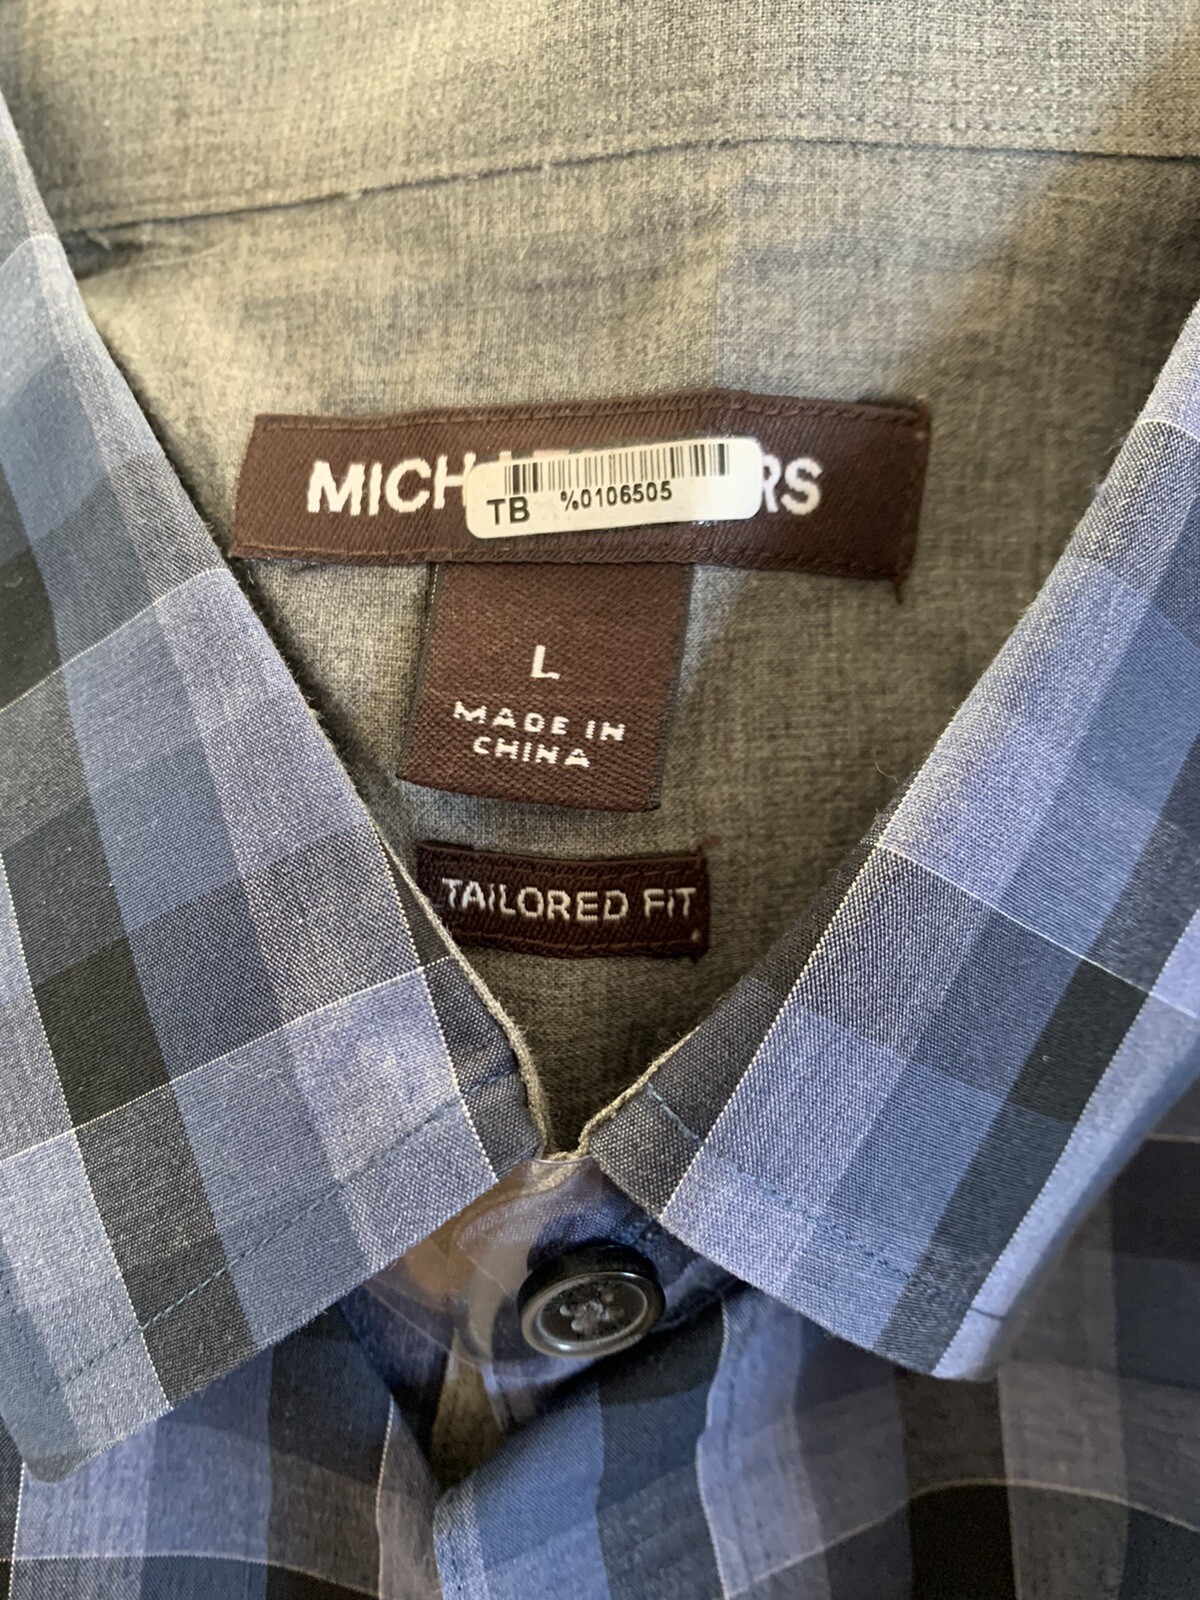 MICH RS
TB %0106505
L
MADE IN
CHINA
TAILORED FIT